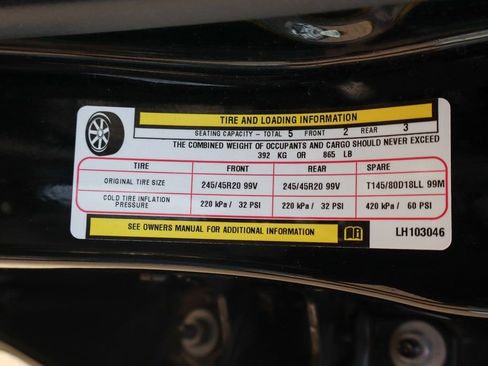 TIRE AND LOADING INFORMATION
SEATING CAPACITY - TOTAL 5 FRONT 2 REAR 3
THE COMBINED WEIGHT OF OCCUPANTS AND CARGO SHOULD NEVER EXCEED
392 KG OR 865 LB
TIRE FRONT REAR SPARE
ORIGINAL TIRE SIZE 245/45R20 99V 245/45R20 99V T145/80D18LL 99M
COLD TIRE INFLATION PRESSURE 220 kPa / 32 PSI 220 kPa / 32 PSI 420 kPa / 60 PSI
SEE OWNERS MANUAL FOR ADDITIONAL INFORMATION LH103046